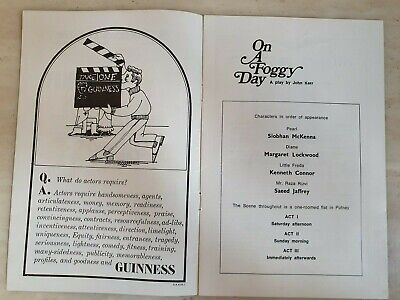 TAKE ONE
GUINNESS
Q. What do actors require?
A. Actors require handsomeness, agents,
articulateness, money, memory, readiness,
retentiveness, applause, perceptiveness, praise,
convincingness, contracts, resourcefulness, ad-libs,
inventiveness, attentiveness, direction, limelight,
uniqueness, Equity, fairness, entrances, tragedy,
seriousness, lightness, comedy, fitness, training,
many-sidedness, publicity, memorableness,
profiles, and goodness and GUINNESS
On
A
Foggy
Day
A play by John Kerr
Characters in order of appearance
Pearl
Siobhan McKenna
Diane
Margaret Lockwood
Little Freda
Kenneth Connor
Mr. Raza Rizvi
Saeed Jaffrey
The Scene throughout is a one-roomed flat in Putney
ACT I
Saturday afternoon
ACT II
Sunday morning
ACT III
Immediately afterwards